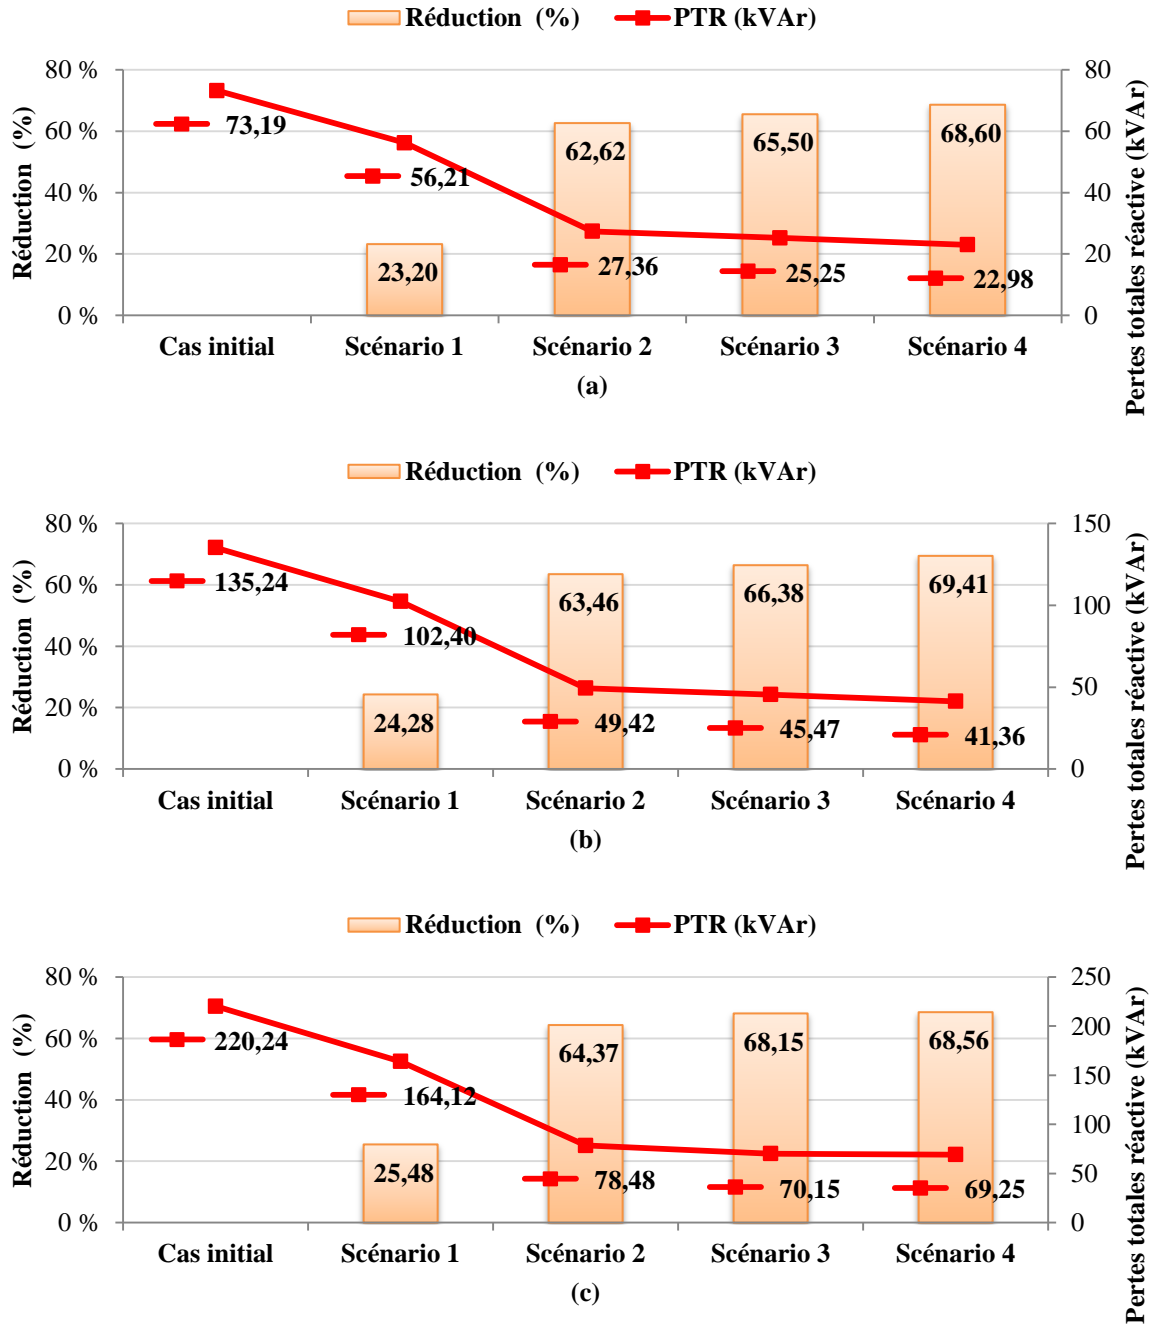 Réduction (%) PTR (kVAr)
80 % 80
60 % 60
40 % 40
20 % 20
0 % 0
Réduction (%)
Pertes totales réactive (kVAr)
73,19 56,21 27,36 25,25 22,98
23,20 62,62 65,50 68,60
Cas initial Scénario 1 Scénario 2 Scénario 3 Scénario 4
(a)
Réduction (%) PTR (kVAr)
80 % 150
60 % 100
40 % 50
20 % 0
0 %
Réduction (%)
Pertes totales réactive (kVAr)
135,24 102,40 49,42 45,47 41,36
24,28 63,46 66,38 69,41
Cas initial Scénario 1 Scénario 2 Scénario 3 Scénario 4
(b)
Réduction (%) PTR (kVAr)
80 % 250
60 % 200
40 % 150
20 % 100
0 % 50
0
Réduction (%)
Pertes totales réactive (kVAr)
220,24 164,12 78,48 70,15 69,25
25,48 64,37 68,15 68,56
Cas initial Scénario 1 Scénario 2 Scénario 3 Scénario 4
(c)